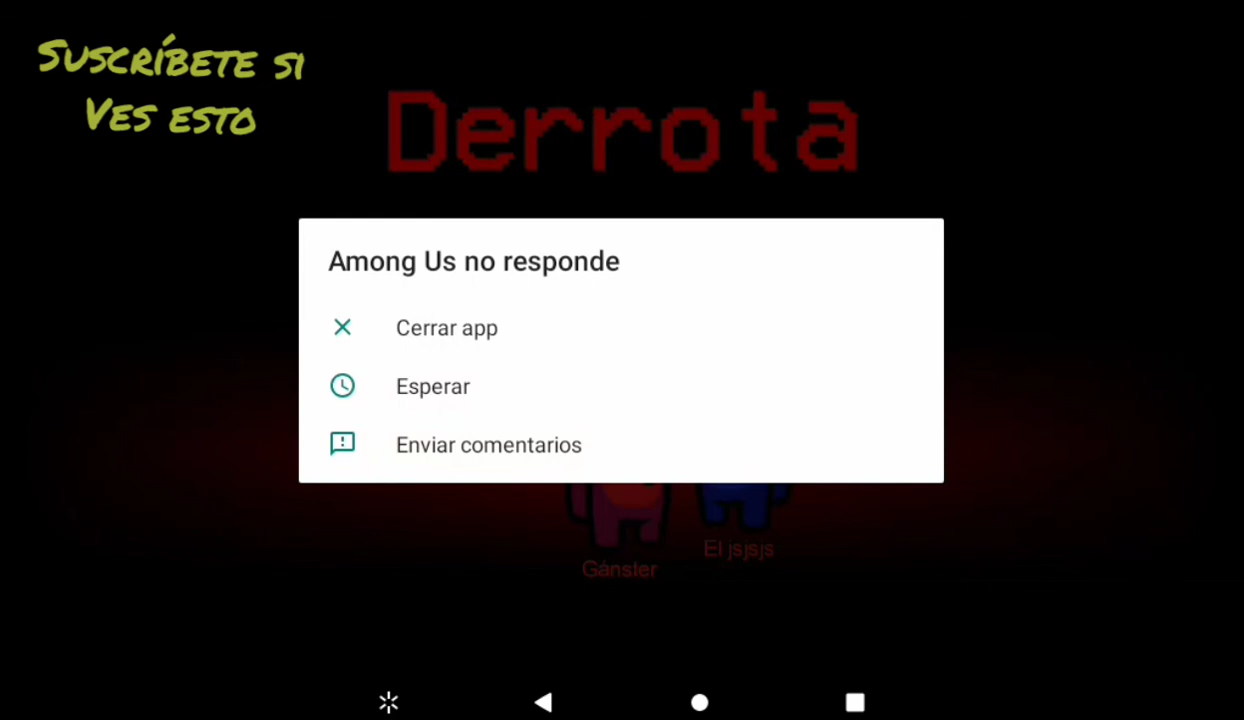 Suscríbete si
Ves esto
Derrota
Among Us no responde
Cerrar app
Esperar
Enviar comentarios
El jsjsjs
Gánster